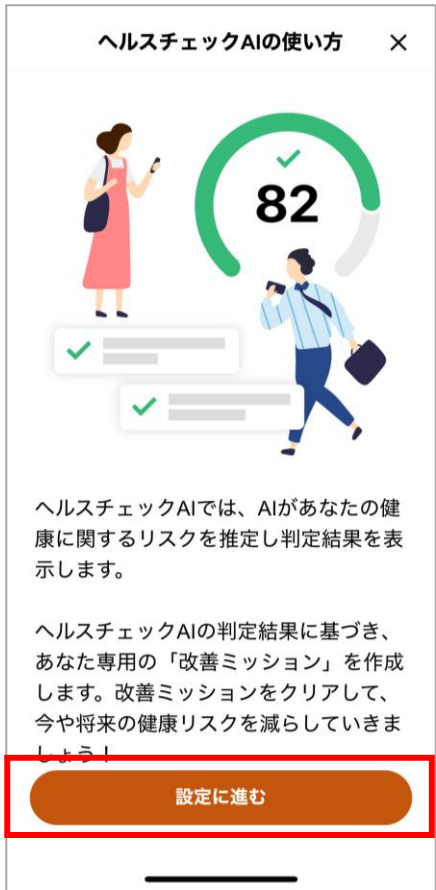 ヘルスチェックAIの使い方 ×
82
ヘルスチェックAIでは、AIがあなたの健
康に関するリスクを推定し判定結果を表
示します。
ヘルスチェックAIの判定結果に基づき、
あなた専用の「改善ミッション」を作成
します。改善ミッションをクリアして、
今や将来の健康リスクを減らしていきま
しょう！
設定に進む